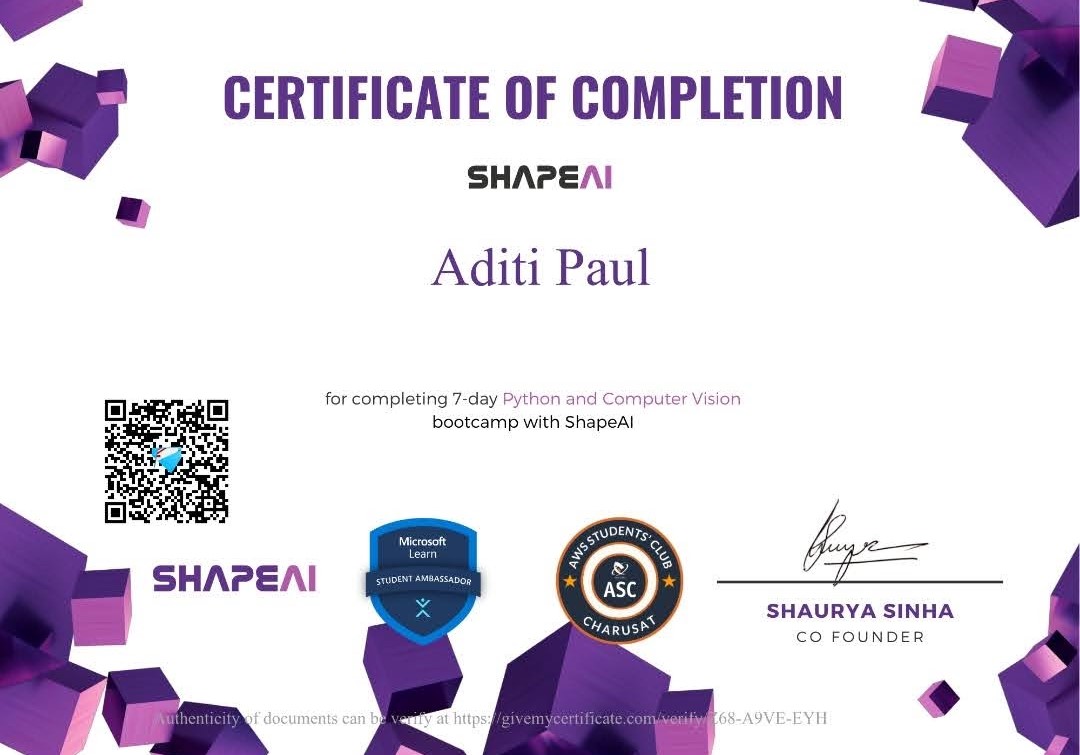 CERTIFICATE OF COMPLETION
SHAPEAI
Aditi Paul
for completing 7-day Python and Computer Vision
bootcamp with ShapeAI
SHAPEAI
Microsoft
Learn
STUDENT AMBASSADOR
AWS STUDENTS' CLUB
ASC
CHARUSAT
SHAURYA SINHA
CO FOUNDER
Authenticity of documents can be verify at https://givemycertificate.com/verify/Z68-A9VE-EYH